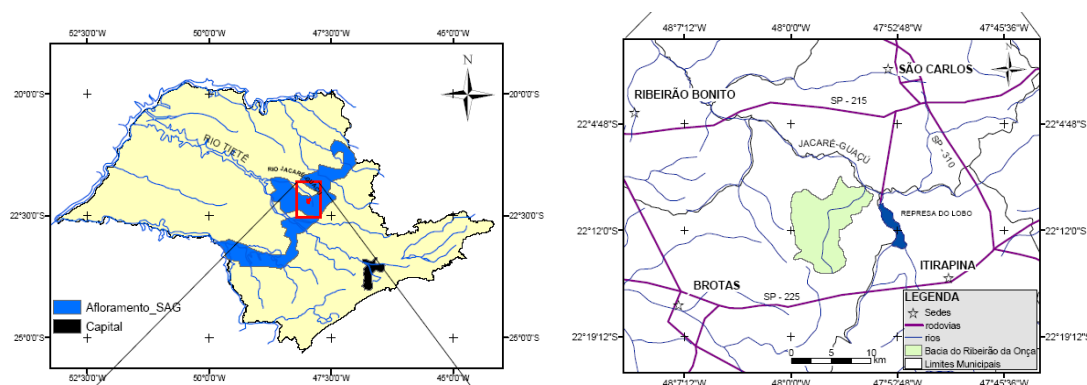 52°30'0"W 50°0'0"W 47°30'0"W 45°0'0"W
N
20°0'0"S 20°0'0"S
RIO TIETÊ
22°30'0"S 22°30'0"S
Afloramento_SAG
Capital
25°0'0"S 25°0'0"S
52°30'0"W 50°0'0"W 47°30'0"W 45°0'0"W
48°7'12"W 48°0'0"W 47°52'48"W 47°45'36"W
N
SÃO CARLOS
RIBEIRÃO BONITO
SP - 215
22°4'48"S 22°4'48"S
JACARÉ-GUAÇÚ
SP - 310
REPRESA DO LOBO
22°12'0"S 22°12'0"S
ITIRAPINA
BROTAS
SP - 225
LEGENDA
Sedes
rodovias
rios
Bacia do Ribeirão da Onça
Limites Municipais
22°19'12"S 22°19'12"S
0 5 10
km
48°7'12"W 48°0'0"W 47°52'48"W 47°45'36"W